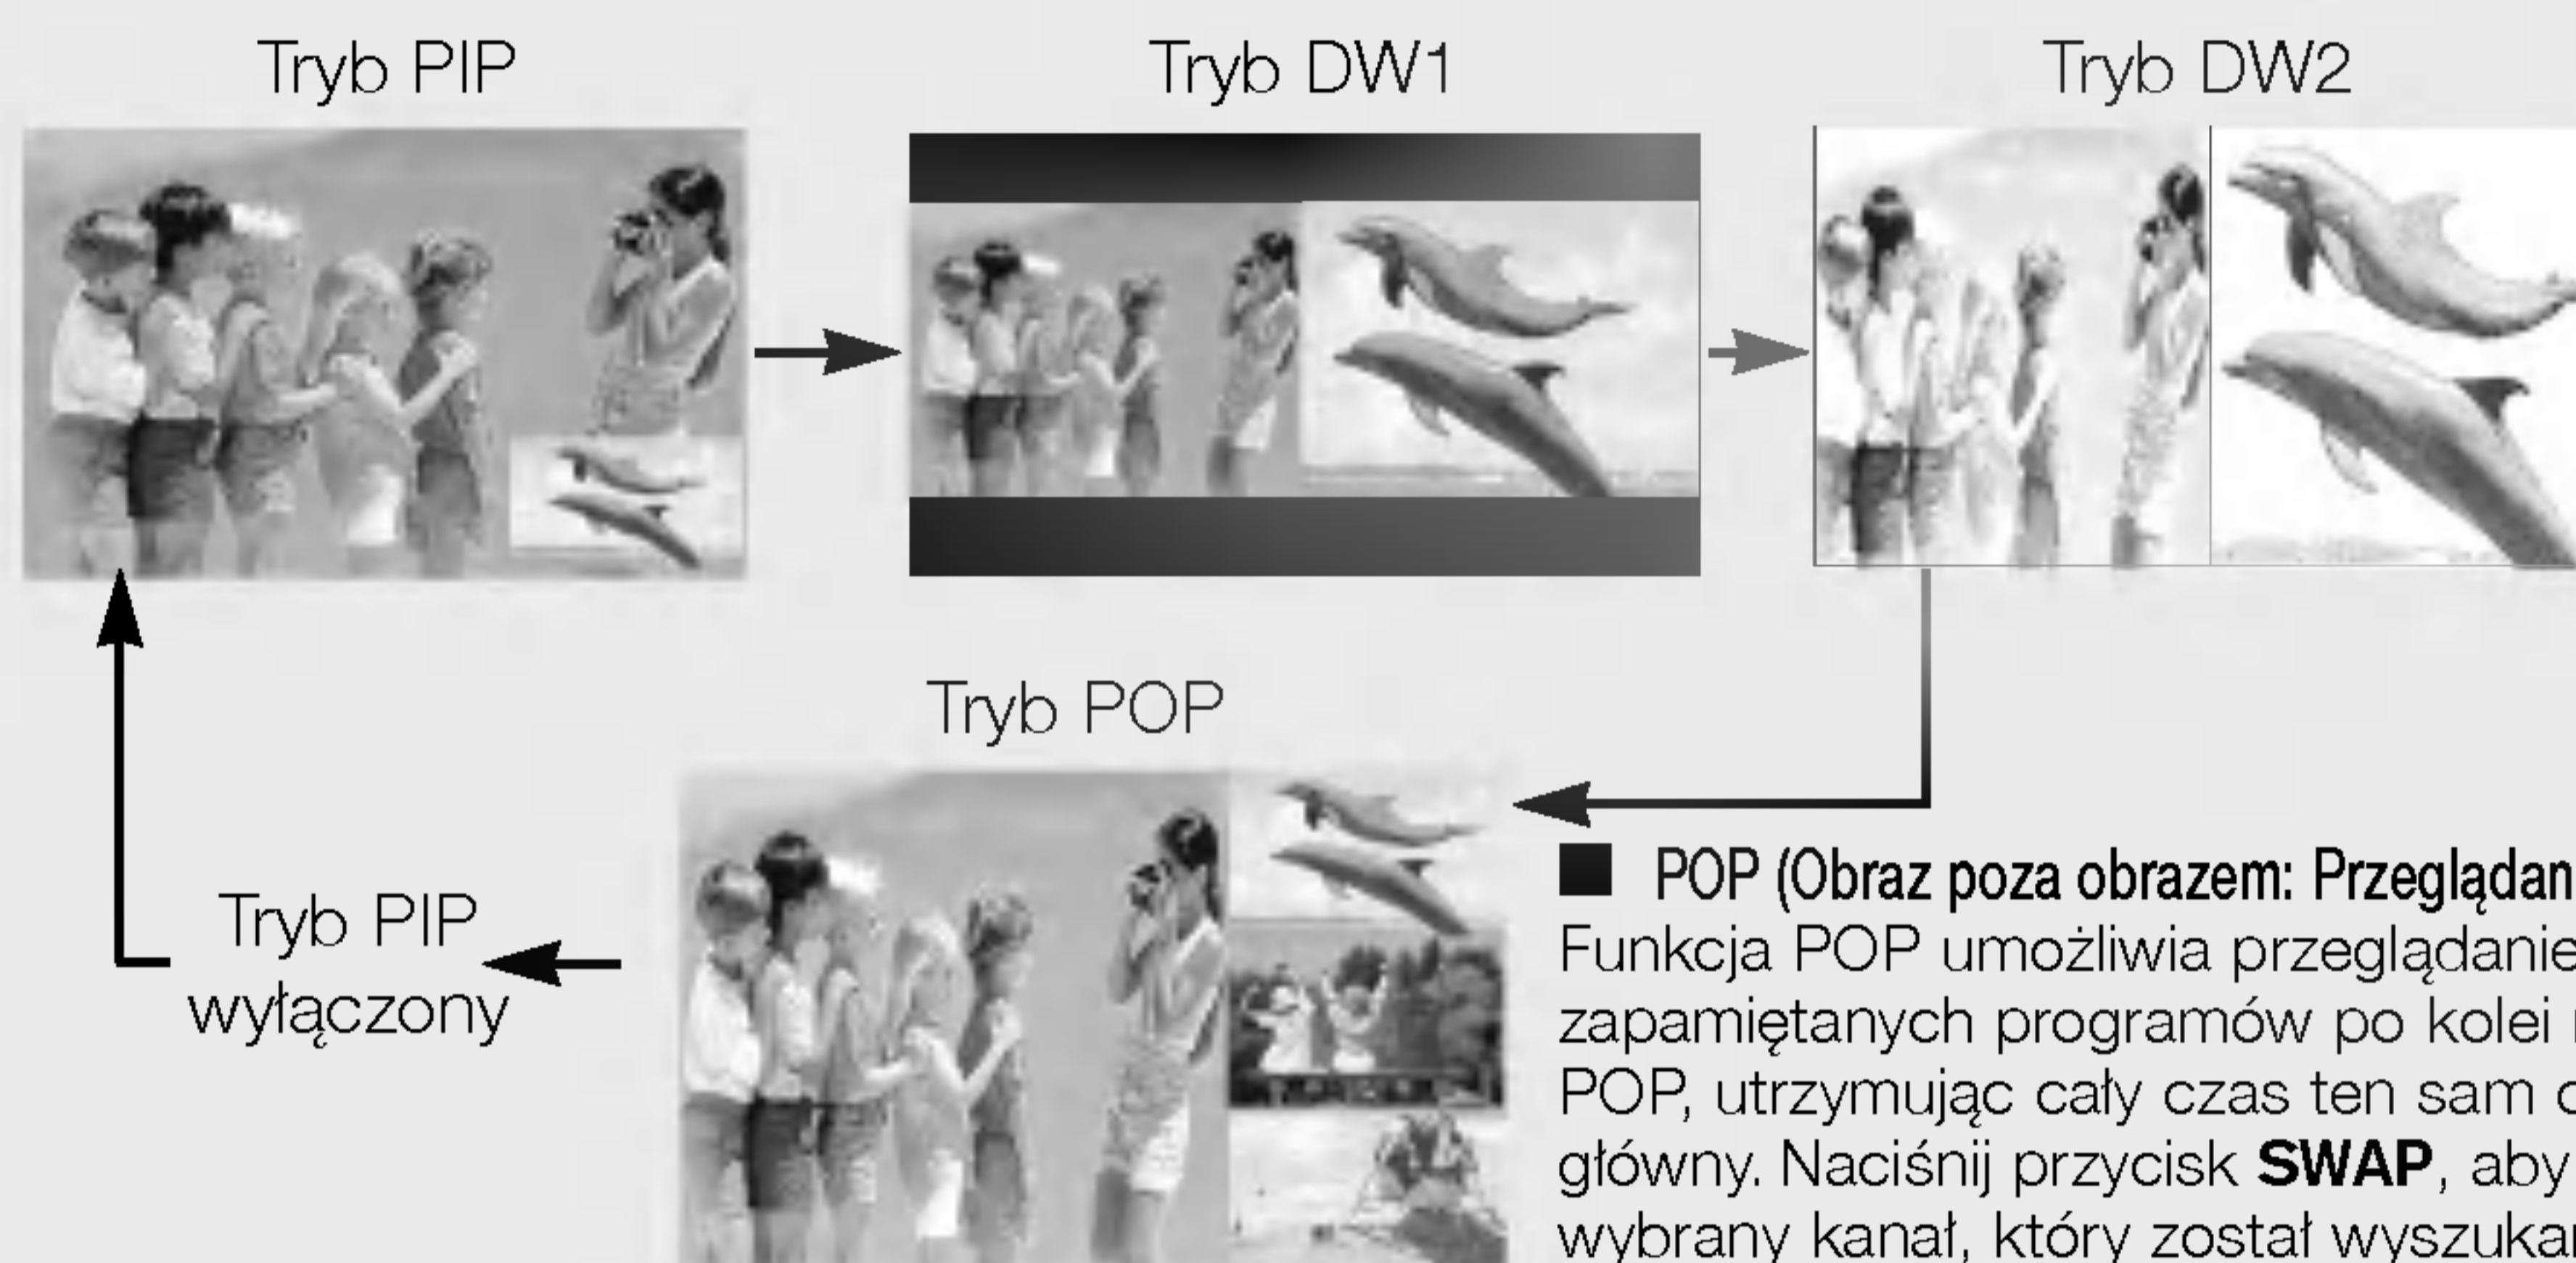 Tryb PIP
Tryb DW1
Tryb DW2
Tryb POP
Tryb PIP
wyłączony
■ POP (Obraz poza obrazem:
Funkcja POP umożliwia przeglądanie
zapamiętanych programów po kolei
POP, utrzymując cały czas ten sam
główny. Naciśnij przycisk SWAP, aby
wybrany kanał, który został